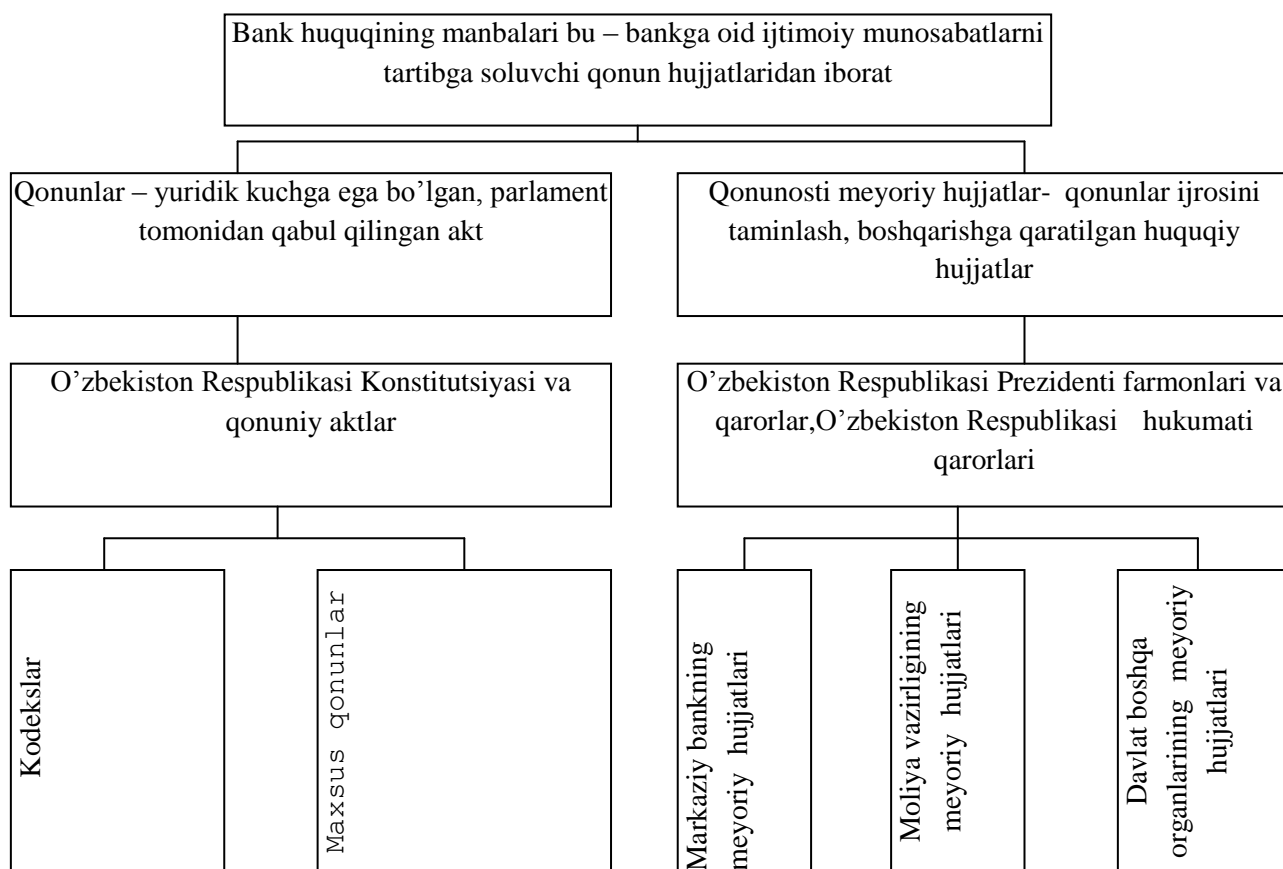 Bank huquqining manbalari bu – bankga oid ijtimoiy munosabatlarni
tartibga soluvchi qonun hujjatlaridan iborat
Qonunlar – yuridik kuchga ega bo’lgan, parlament
tomonidan qabul qilingan akt
Qonunosti meyoriy hujjatlar- qonunlar ijrosini
taminlash, boshqarishga qaratilgan huquqiy
hujjatlar
O’zbekiston Respublikasi Konstitutsiyasi va
qonuniy aktlar
O’zbekiston Respublikasi Prezidenti farmonlari va
qarorlar,O’zbekiston Respublikasi hukumati
qarorlari
Kodekslar
Maxsus qonunlar
Markaziy bankning
meyoriy hujjatlari
Moliya vazirligining
meyoriy hujjatlari
Davlat boshqa
organlarining meyoriy
hujjatlari